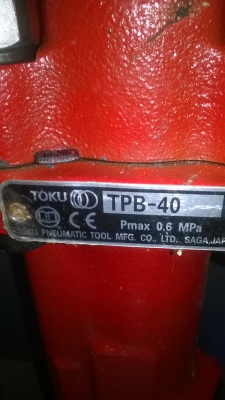 TOKU TPB-40
CE Pmax 0.6 MPa
TOKU PNEUMATIC TOOL MFG. CO., LTD. SAGA, JAP